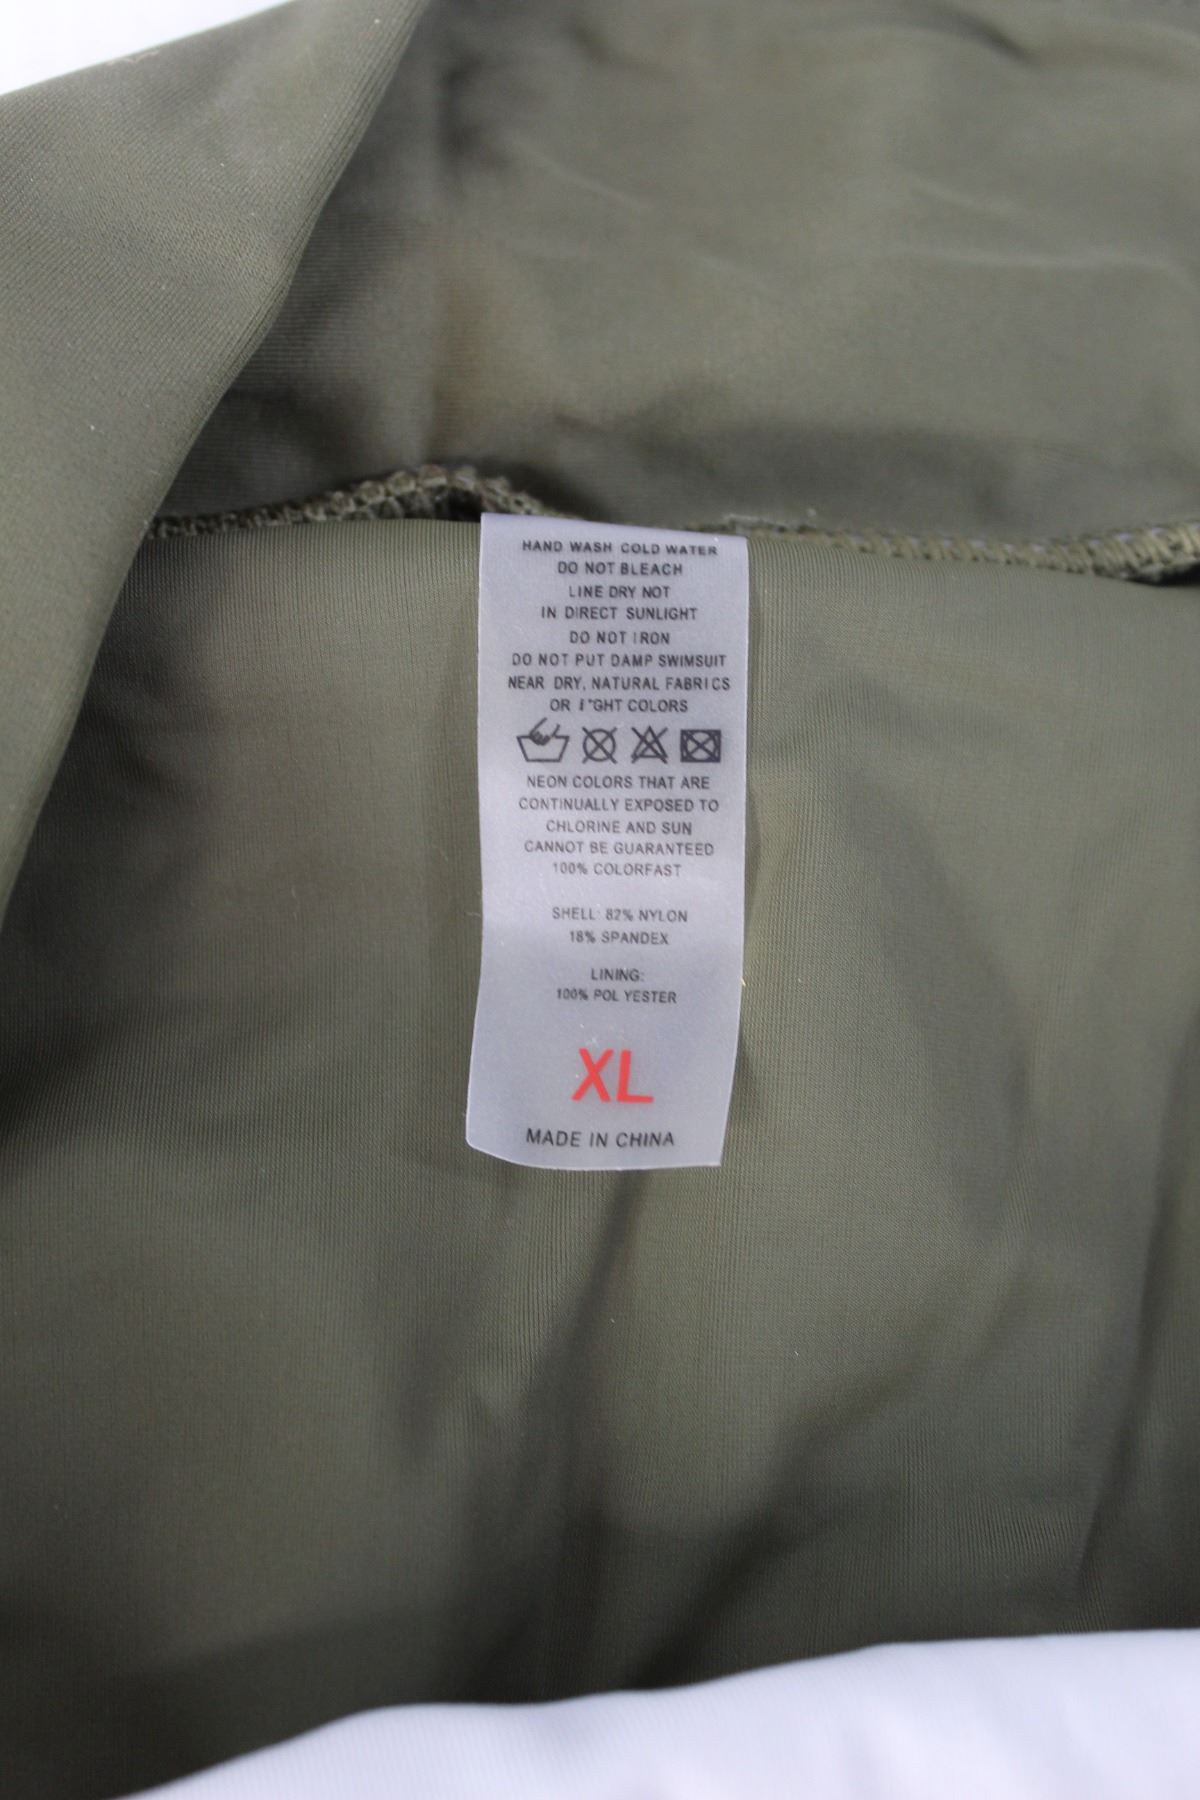 HAND WASH COLD WATER
DO NOT BLEACH
LINE DRY NOT
IN DIRECT SUNLIGHT
DO NOT IRON
DO NOT PUT DAMP SWIMSUIT
NEAR DRY, NATURAL FABRICS
OR COLORS
NEON COLORS THAT ARE
CONTINUALLY EXPOSED TO
CHLORINE AND SUN
CANNOT BE GUARANTEED
100% COLORFAST
SHELL: 82% NYLON
18% SPANDEX
LINING:
100% POLYESTER
XL
MADE IN CHINA